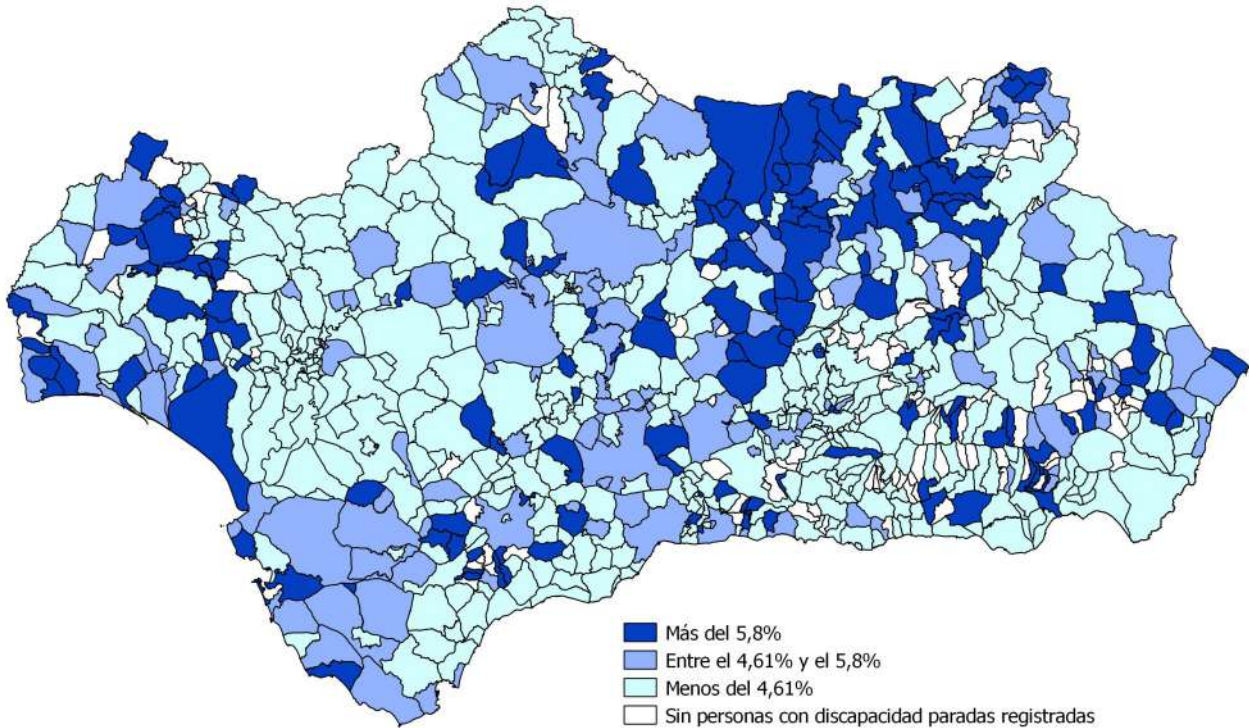 Más del 5,8%
Entre el 4,61% y el 5,8%
Menos del 4,61%
Sin personas con discapacidad paradas registradas